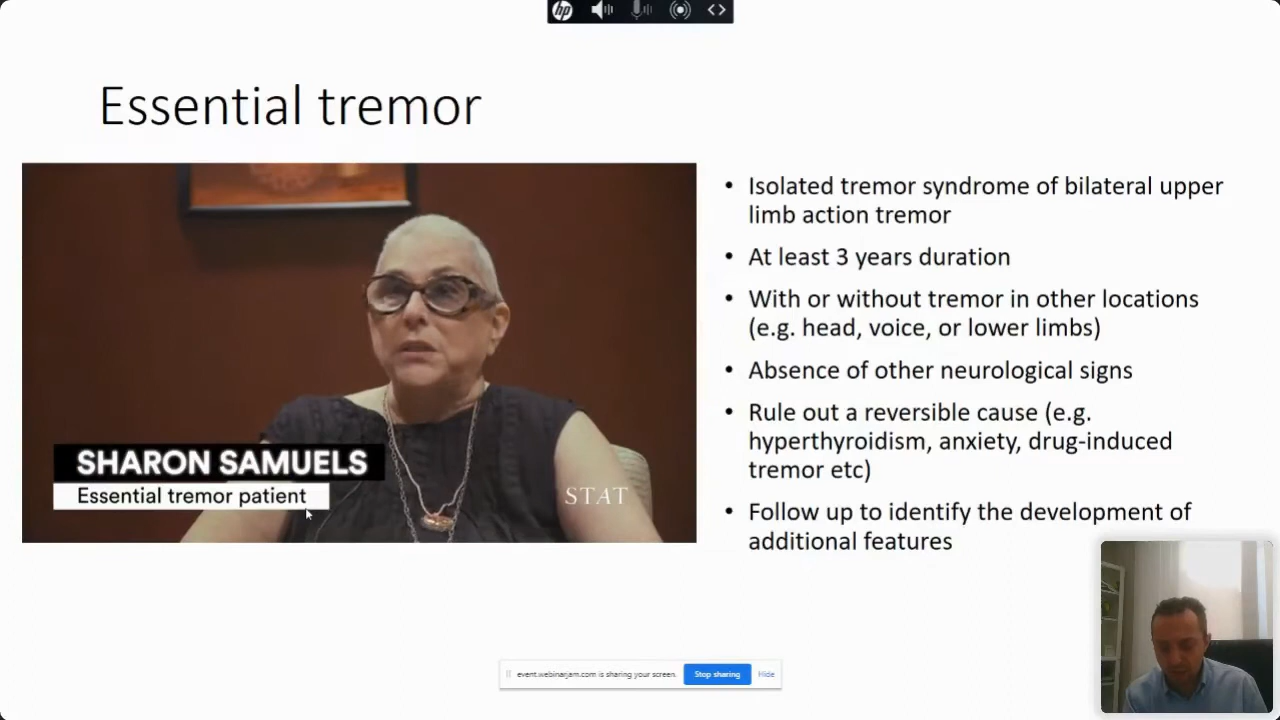 hp
Essential tremor
SHARON SAMUELS
Essential tremor patient
STAT
• Isolated tremor syndrome of bilateral upper
limb action tremor
• At least 3 years duration
• With or without tremor in other locations
(e.g. head, voice, or lower limbs)
• Absence of other neurological signs
• Rule out a reversible cause (e.g.
hyperthyroidism, anxiety, drug-induced
tremor etc)
• Follow up to identify the development of
additional features
event.webinarjam.com is sharing your screen.
Stop sharing
Hide